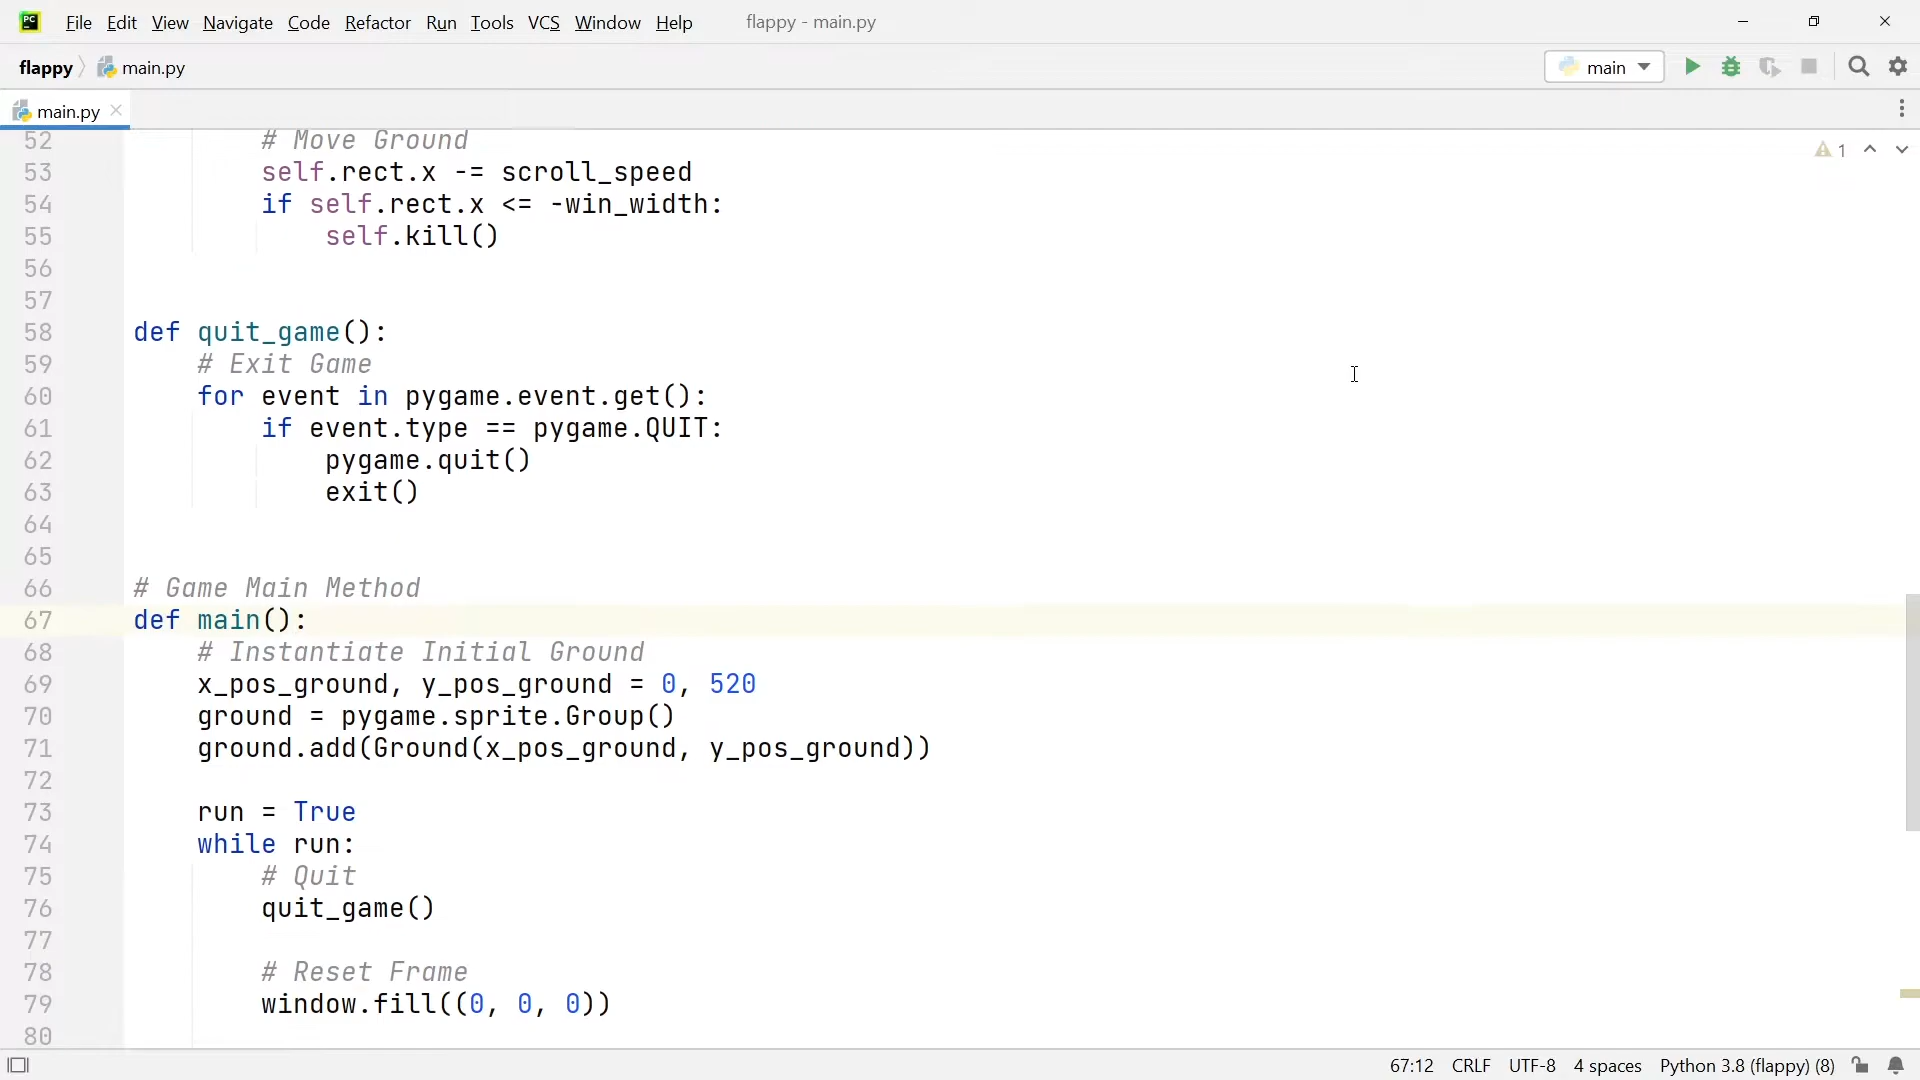 PC File Edit View Navigate Code Refactor Run Tools VCS Window Help flappy - main.py
flappy main.py main
main.py
52 # Move Ground
1
53 self.rect.x -= scroll_speed
54 if self.rect.x <= -win_width:
55 self.kill()
56
57
58 def quit_game():
59 # Exit Game
60 for event in pygame.event.get():
61 if event.type == pygame.QUIT:
62 pygame.quit()
63 exit()
64
65
66 # Game Main Method
67 def main():
68 # Instantiate Initial Ground
69 x_pos_ground, y_pos_ground = 0, 520
70 ground = pygame.sprite.Group()
71 ground.add(Ground(x_pos_ground, y_pos_ground))
72
73 run = True
74 while run:
75 # Quit
76 quit_game()
77
78 # Reset Frame
79 window.fill((0, 0, 0))
80
67:12 CRLF UTF-8 4 spaces Python 3.8 (flappy) (8)